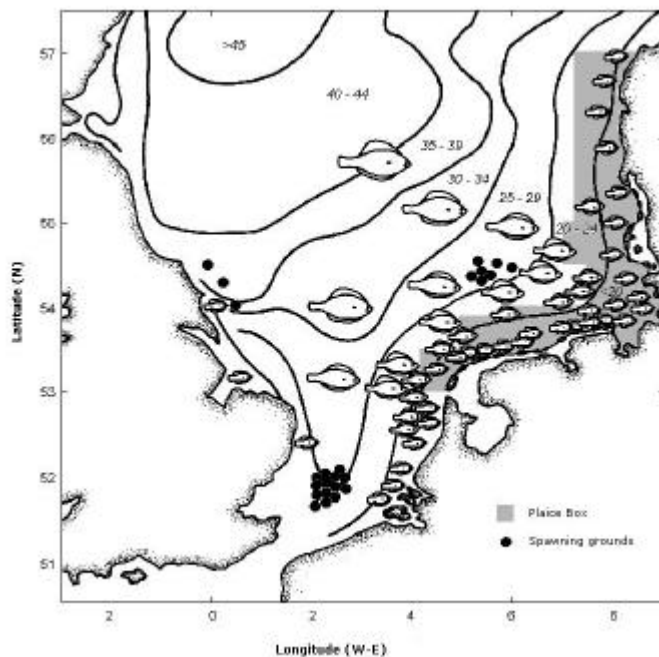 57
>45
40 - 44
56
35 - 39
30 - 34
25 - 29
55
20 - 24
Latitude (N)
54
53
52
Plaice Box
Spawning grounds
51
2 0 2 4 6 8
Longitude (W-E)